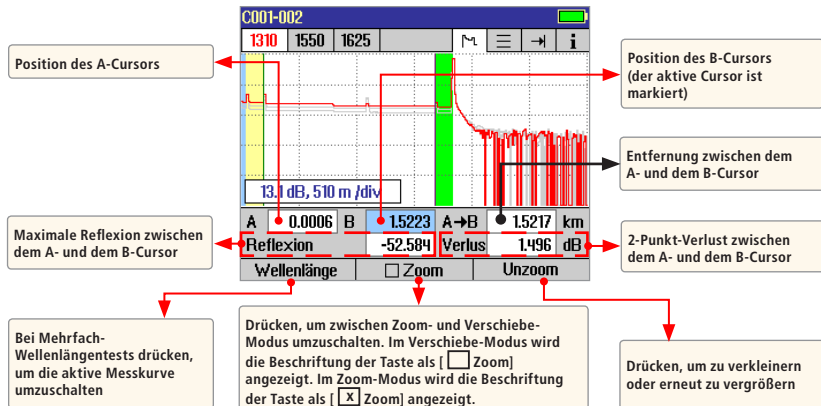 C001-002
1310 1550 1625 i
Position des A-Cursors
Position des B-Cursors
(der aktive Cursor ist
markiert)
Entfernung zwischen dem
A- und dem B-Cursor
13.1 dB, 510 m /div
A 0.0006 B 1.5223 A→B 1.5217 km
Reflexion -52.584 Verlus 1.496 dB
Maximale Reflexion zwischen
dem A- und dem B-Cursor
2-Punkt-Verlust zwischen
dem A- und dem B-Cursor
Wellenlänge Zoom Unzoom
Bei Mehrfach-
Wellenlängentests drücken,
um die aktive Messkurve
umzuschalten
Drücken, um zwischen Zoom- und Verschiebe-
Modus umzuschalten. Im Verschiebe-Modus wird
die Beschriftung der Taste als [ ☐ Zoom]
angezeigt. Im Zoom-Modus wird die Beschriftung
der Taste als [ X Zoom] angezeigt.
Drücken, um zu verkleinern
oder erneut zu vergrößern